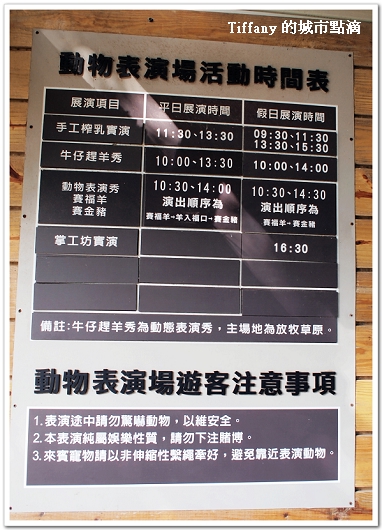 Tiffany 的城市點滴
動物表演場活動時間表
展演項目 平日展演時間 假日展演時間
手工榨乳實演 11:30、13:30 09:30、11:30
13:30、15:30
牛仔趕羊秀 10:00、13:30 10:00、14:00
動物表演秀
賽福羊
賽金豬
10:30、14:00
演出順序為
賽福羊→羊入福口→賽金豬
10:30、14:30
演出順序為
賽福羊→賽金豬
掌工坊實演 16:30
備註:牛仔趕羊秀為動態表演秀，主場地為放牧草原。
動物表演場遊客注意事項
1.表演途中請勿驚嚇動物，以維安全。
2.本表演純屬娛樂性質，請勿下注賭博。
3.來賓寵物請以非伸縮性繫繩牽好，避免靠近表演動物。